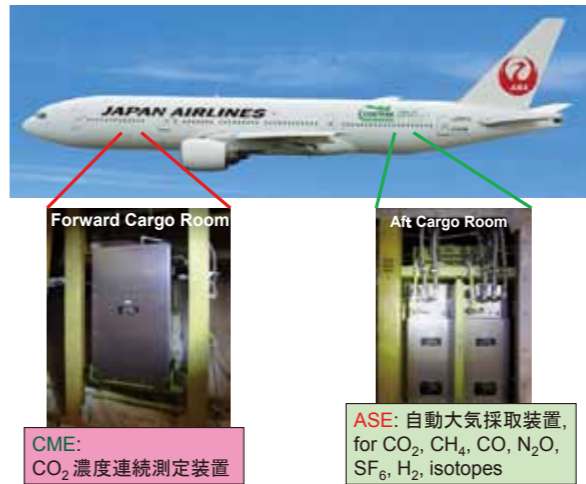 JAPAN AIRLINES
Forward Cargo Room
Aft Cargo Room
CME:
CO₂ 濃度連続測定装置
ASE: 自動大気採取装置,
for CO₂, CH₄, CO, N₂O,
SF₆, H₂, isotopes